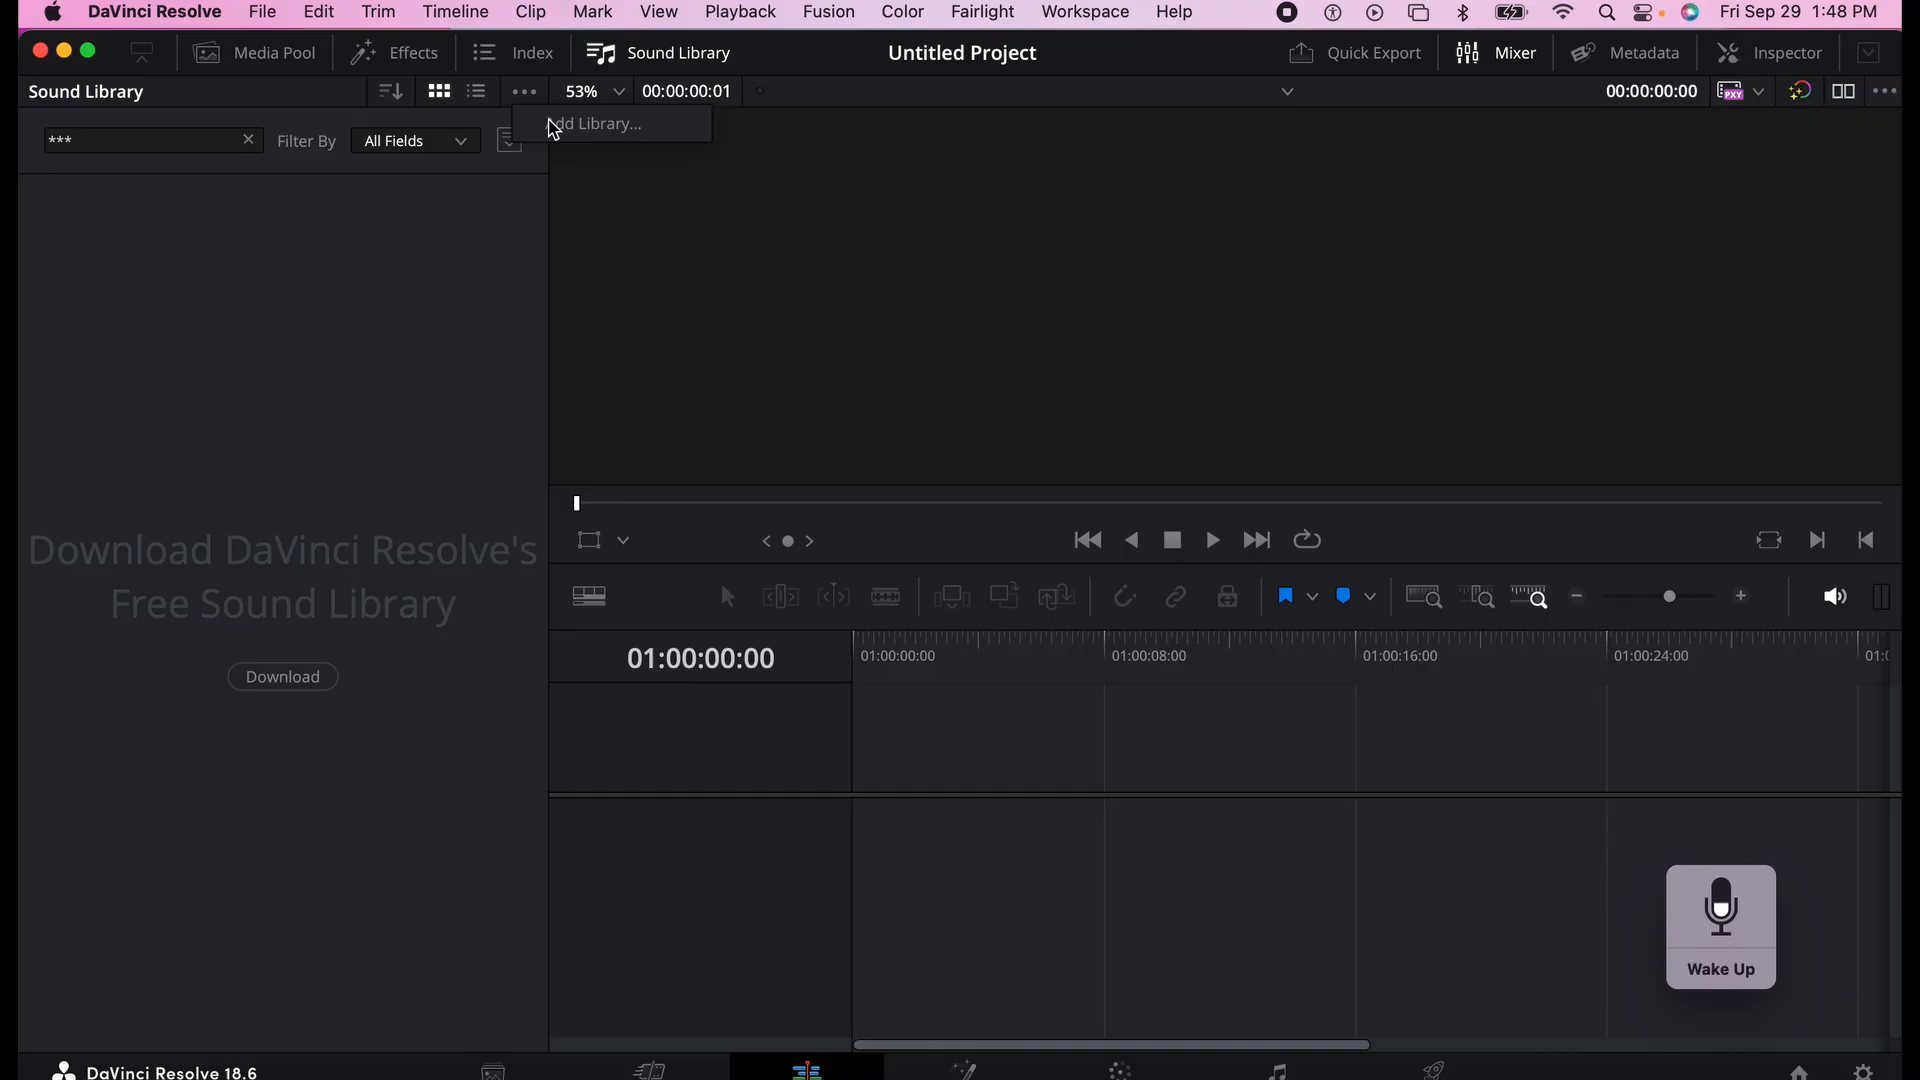 DaVinci Resolve File Edit Trim Timeline Clip Mark View Playback Fusion Color Fairlight Workspace Help Fri Sep 29 1:48 PM
Media Pool Effects Index Sound Library Untitled Project Quick Export Mixer Metadata Inspector
Sound Library 53% 00:00:00:01 00:00:00:00 PXY
Library...
*** Filter By All Fields
Download DaVinci Resolve's
Free Sound Library
Download
01:00:00:00 01:00:00:00 01:00:08:00 01:00:16:00 01:00:24:00
Wake Up
DaVinci Resolve 18.6